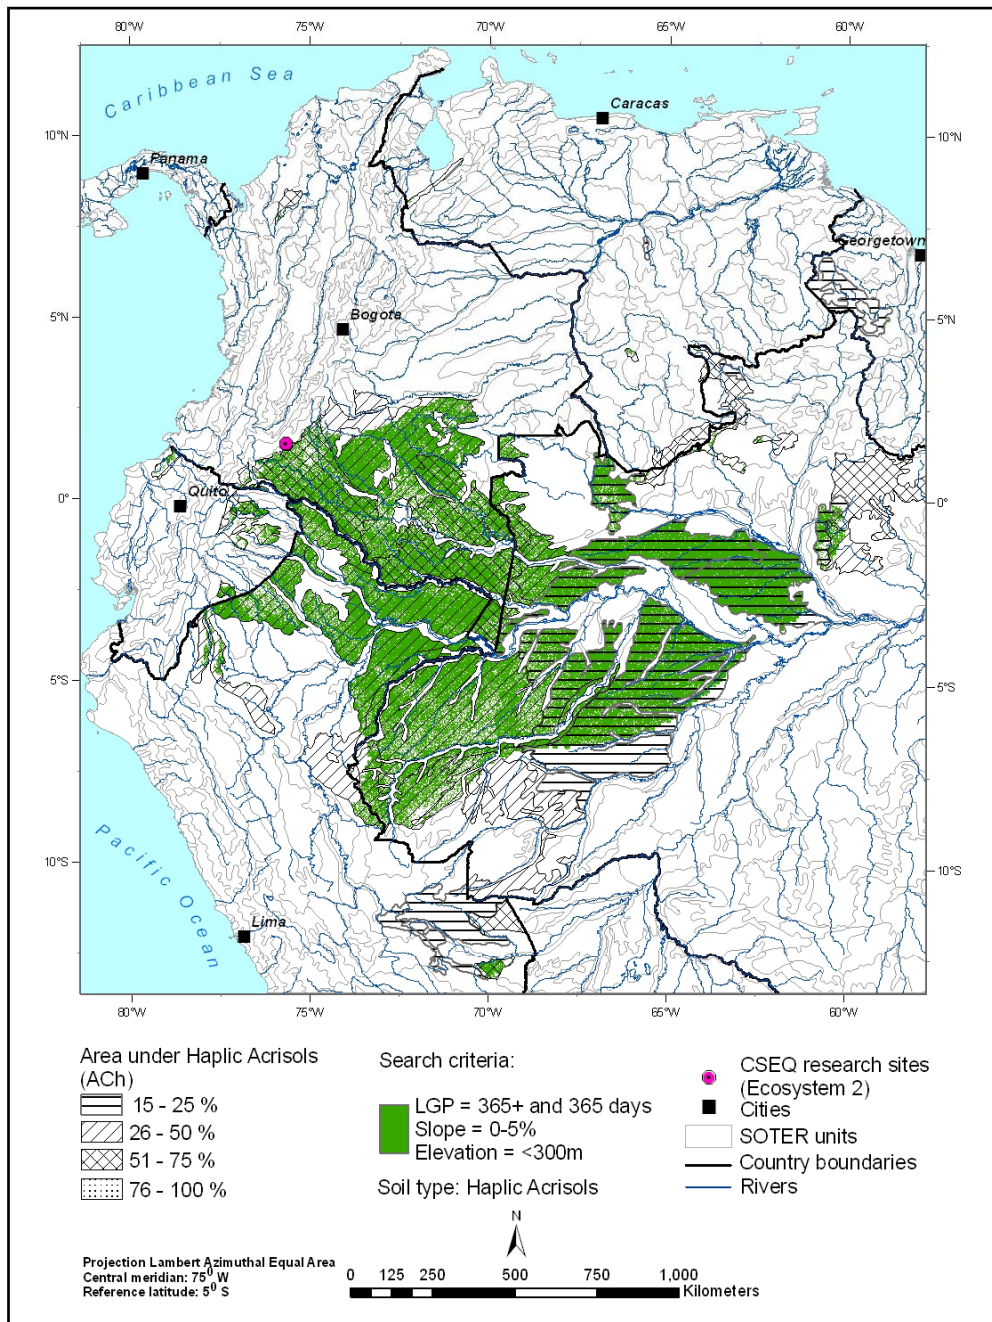 80°W 75°W 70°W 65°W 60°W
Caribbean Sea
Caracas
10°N 10°N
Panama
Georgetown
5°N 5°N
Bogota
0° 0°
Quito
5°S 5°S
Pacific Ocean
10°S 10°S
Lima
80°W 75°W 70°W 65°W 60°W
Area under Haplic Acrisols
(ACh)
15 - 25 %
26 - 50 %
51 - 75 %
76 - 100 %
Search criteria:
LGP = 365+ and 365 days
Slope = 0-5%
Elevation = <300m
Soil type: Haplic Acrisols
CSEQ research sites
(Ecosystem 2)
Cities
SOTER units
Country boundaries
Rivers
N
Projection Lambert Azimuthal Equal Area
Central meridian: 75⁰ W
Reference latitude: 5⁰ S
0 125 250 500 750 1,000
Kilometers